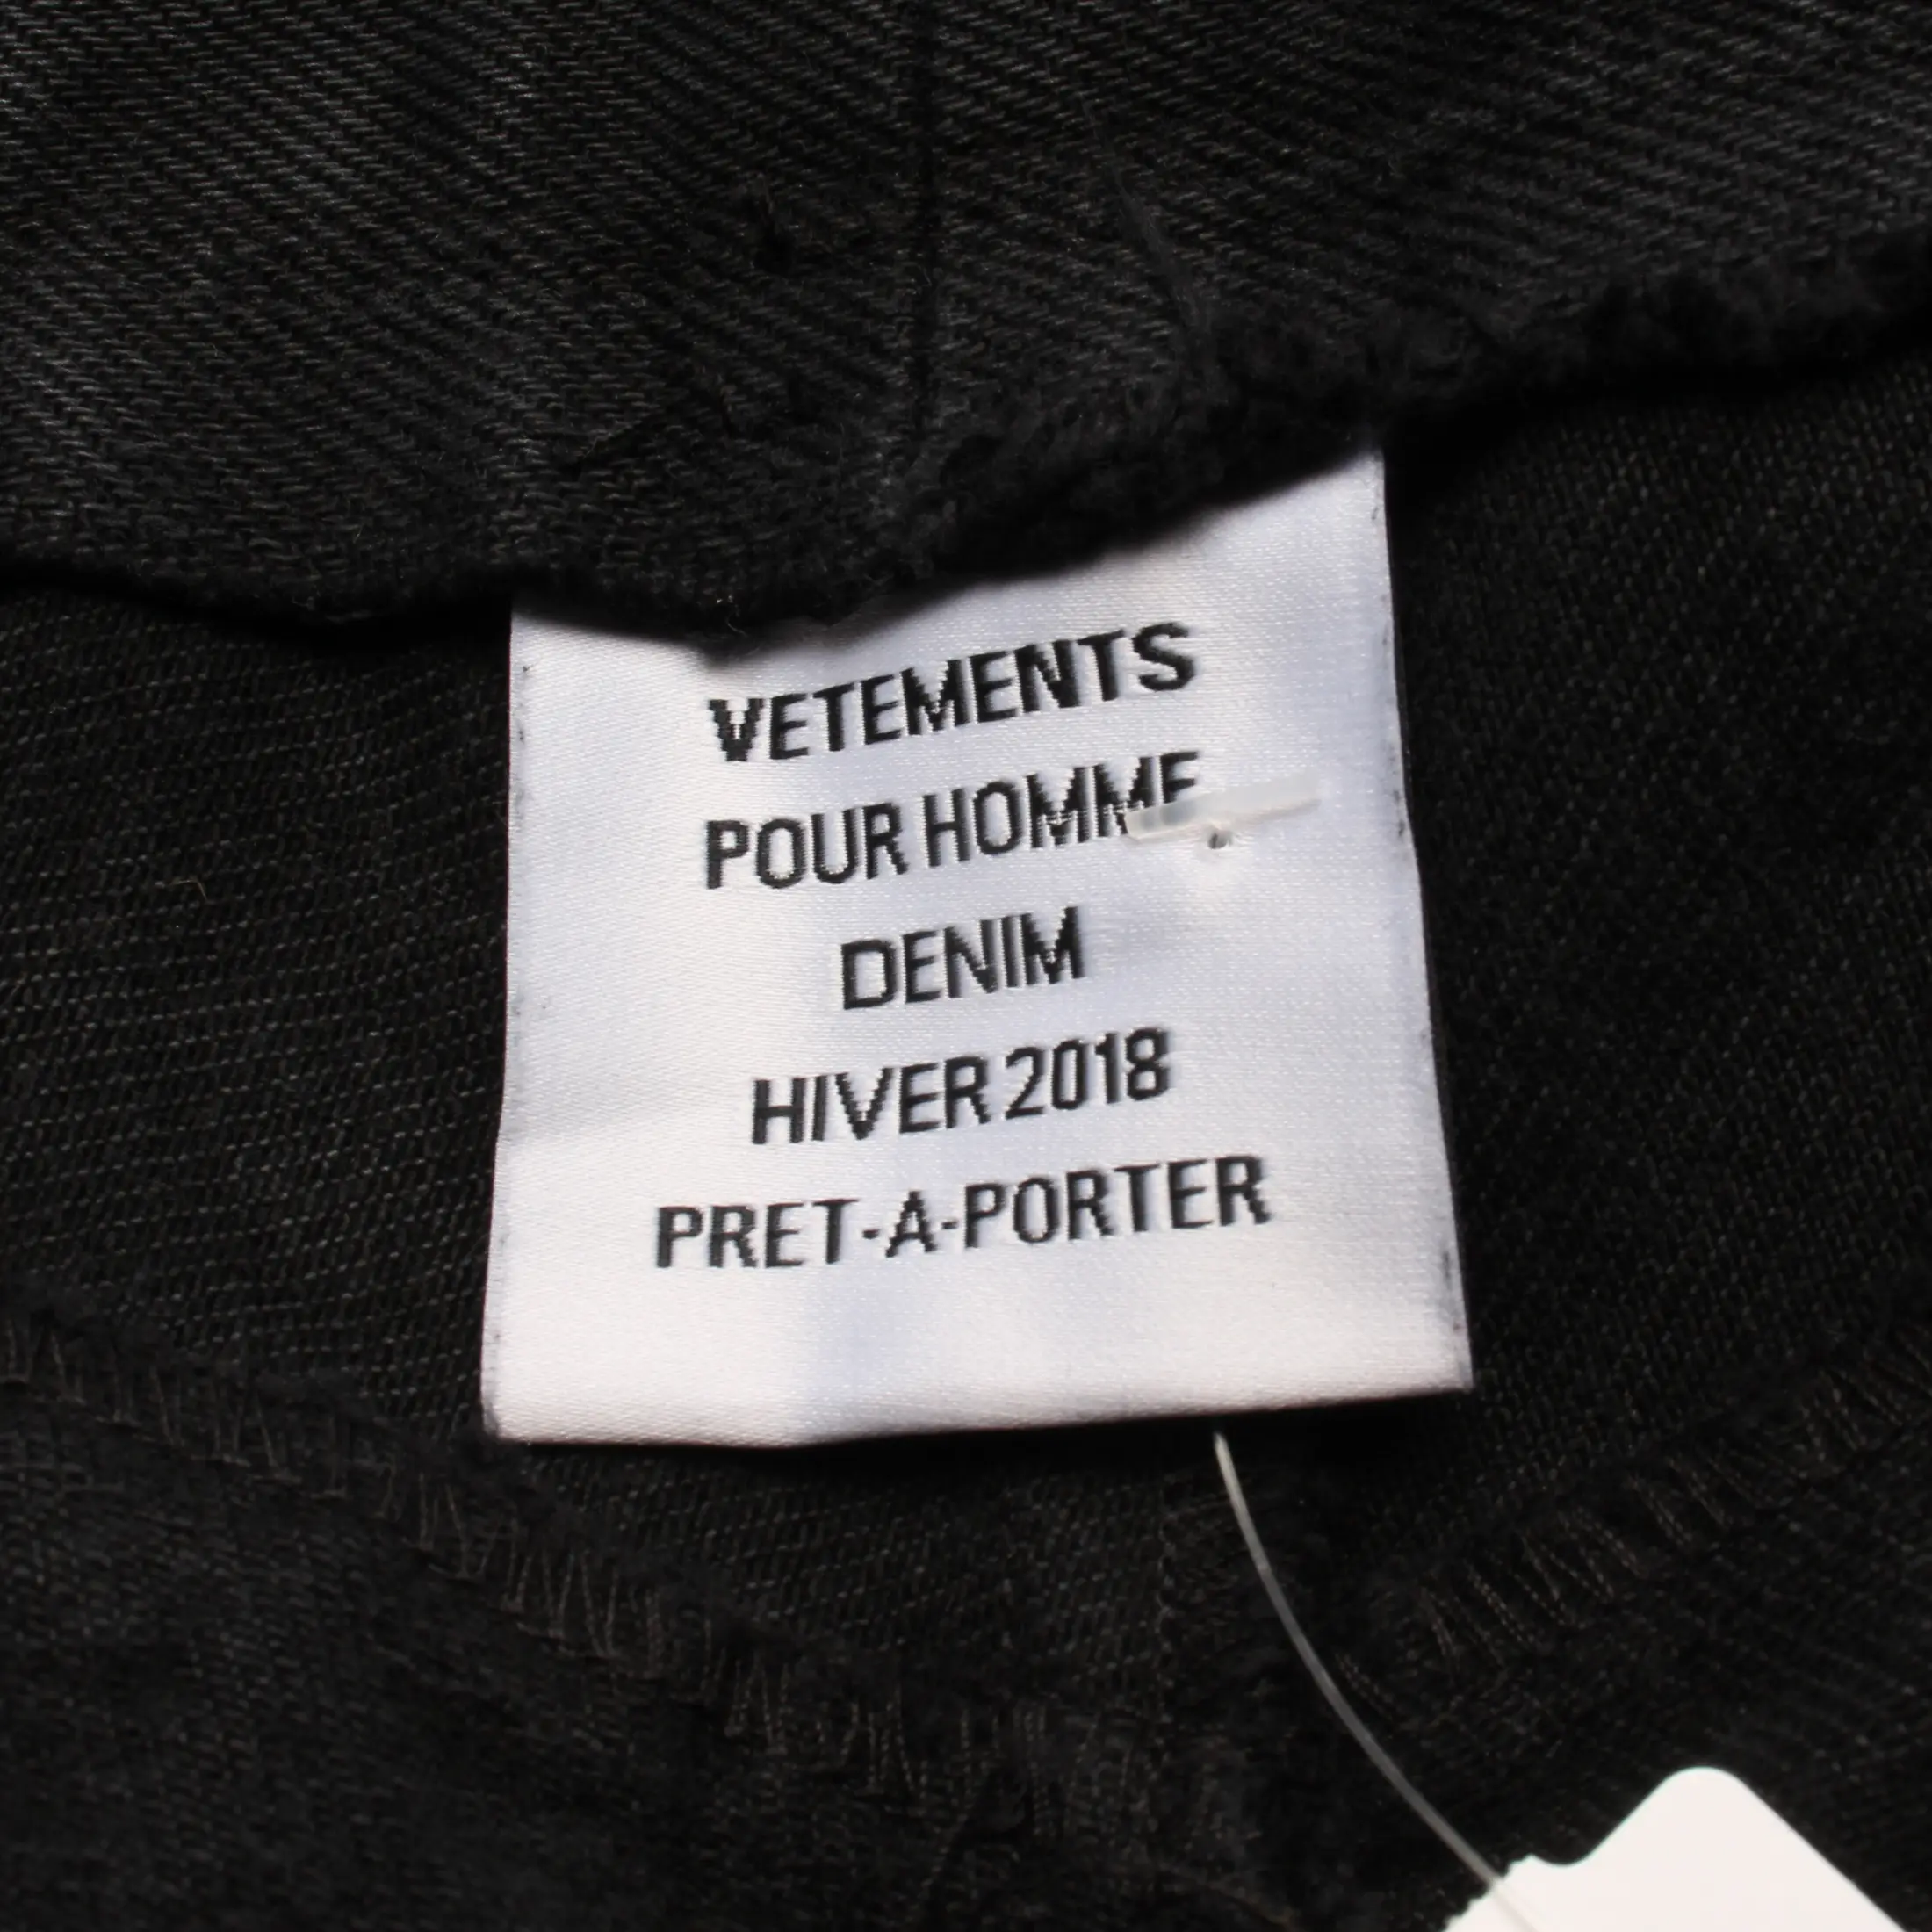 VETEMENTS
POUR HOMME
DENIM
HIVER 2018
PRET-A-PORTER